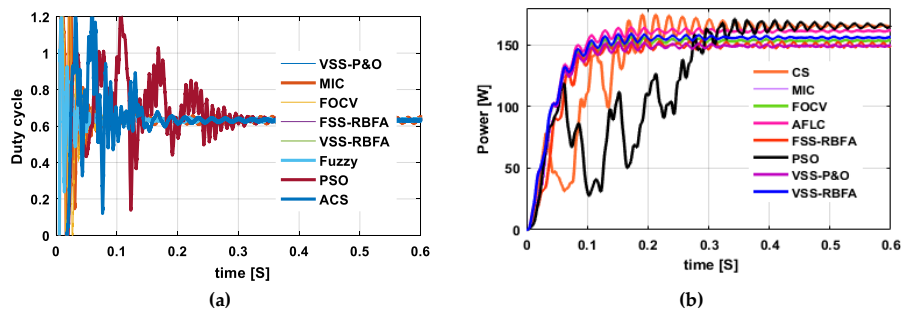 1.2
1
0.8
0.6
0.4
0.2
0
Duty cycle
VSS-P&O
MIC
FOCV
FSS-RBFA
VSS-RBFA
Fuzzy
PSO
ACS
0 0.1 0.2 0.3 0.4 0.5 0.6
time [S]
(a)
150
100
50
0
Power [W]
CS
MIC
FOCV
AFLC
FSS-RBFA
PSO
VSS-P&O
VSS-RBFA
0 0.1 0.2 0.3 0.4 0.5 0.6
time [S]
(b)